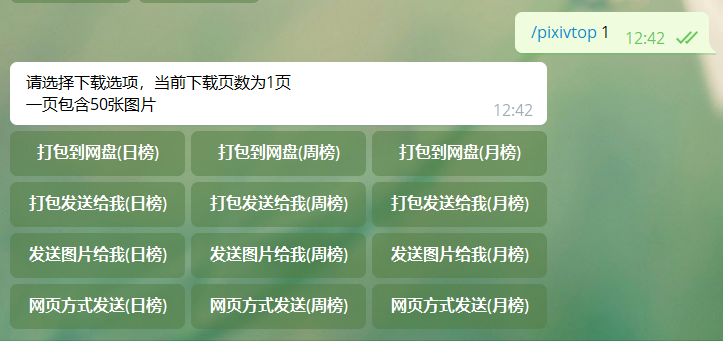 /pixivtop 1
12:42
请选择下载选项，当前下载页数为1页
一页包含50张图片
12:42
打包到网盘(日榜) 打包到网盘(周榜) 打包到网盘(月榜)
打包发送给我(日榜) 打包发送给我(周榜) 打包发送给我(月榜)
发送图片给我(日榜) 发送图片给我(周榜) 发送图片给我(月榜)
网页方式发送(日榜) 网页方式发送(周榜) 网页方式发送(月榜)